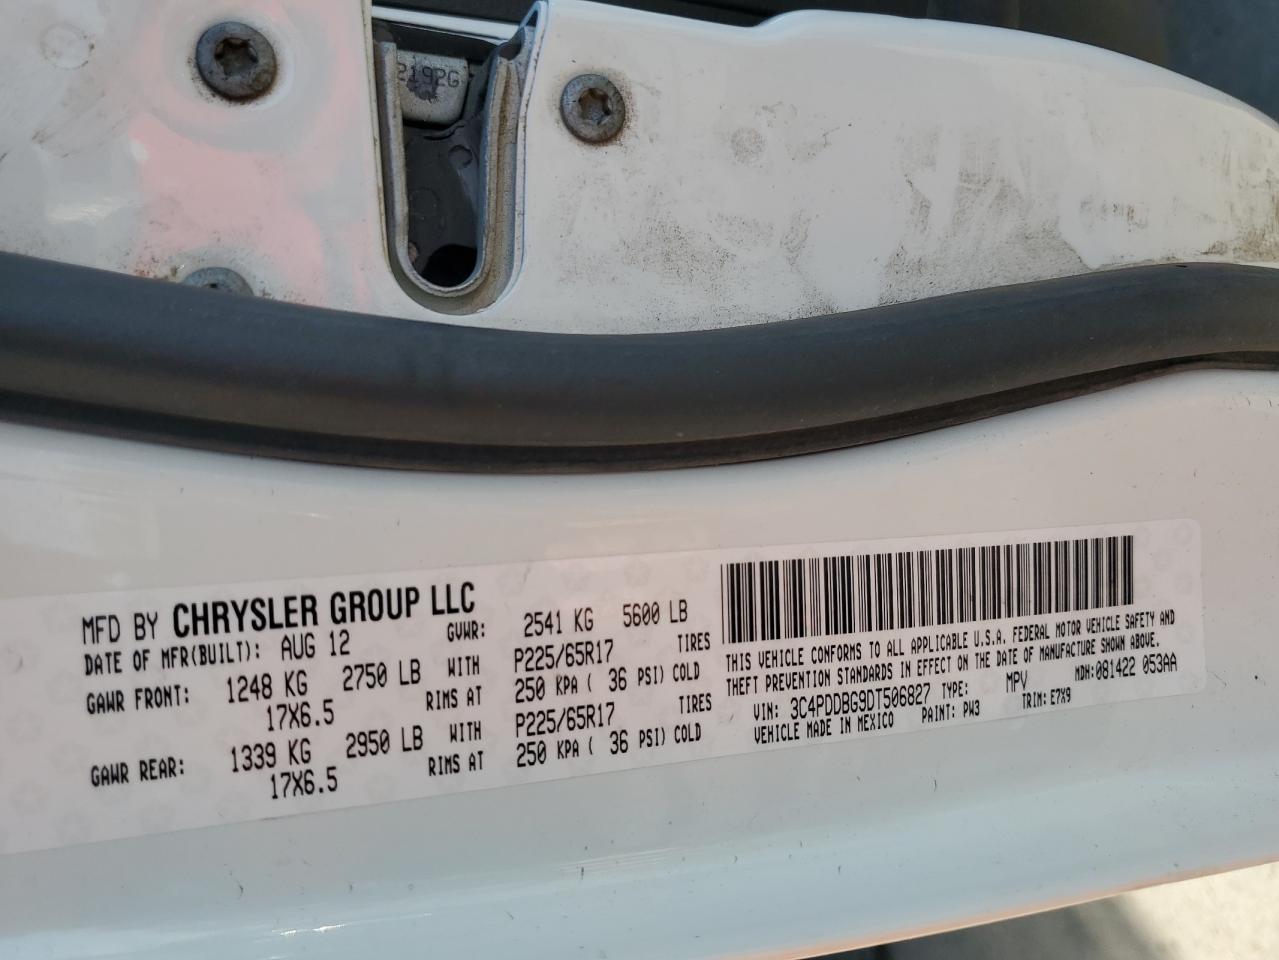 2192G
MFD BY CHRYSLER GROUP LLC
DATE OF MFR(BUILT): AUG 12 GVWR: 2541 KG 5600 LB
GAWR FRONT: 1248 KG 2750 LB WITH P225/65R17 TIRES
17X6.5 RIMS AT 250 KPA ( 36 PSI) COLD
GAWR REAR: 1339 KG 2950 LB WITH P225/65R17 TIRES
17X6.5 RIMS AT 250 KPA ( 36 PSI) COLD
THIS VEHICLE CONFORMS TO ALL APPLICABLE U.S.A. FEDERAL MOTOR VEHICLE SAFETY AND
THEFT PREVENTION STANDARDS IN EFFECT ON THE DATE OF MANUFACTURE SHOWN ABOVE.
VIN: 3C4PDDBG9DT506827 TYPE: MPV MDH:081422 053AA
VEHICLE MADE IN MEXICO PAINT: PW3 TRIM: E7X9